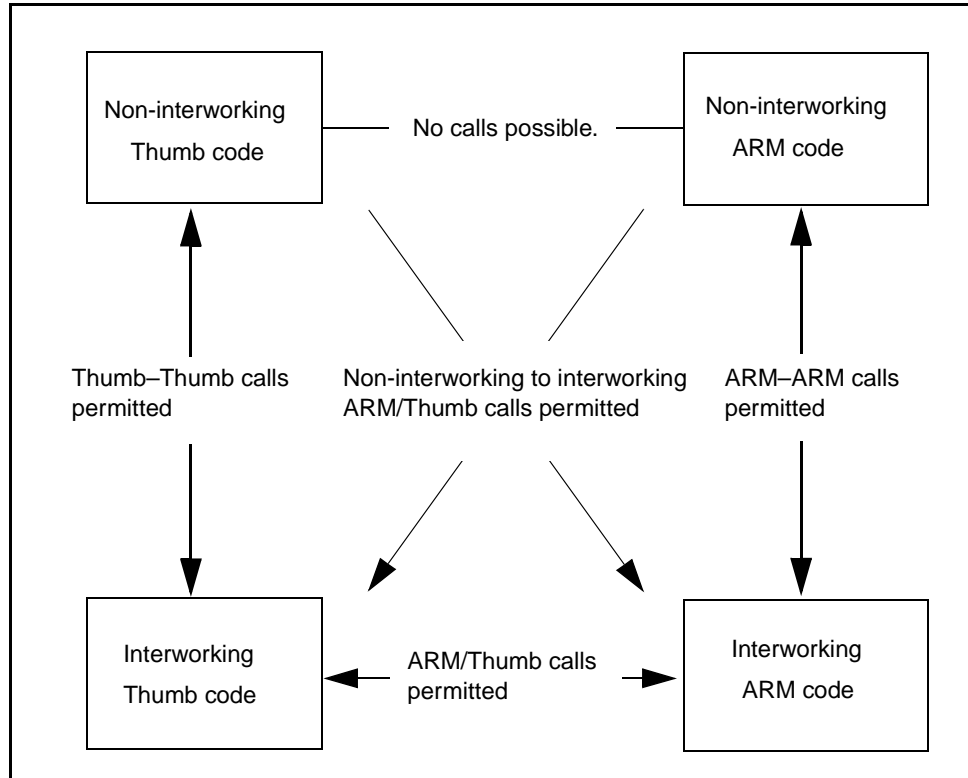 Non-interworking
Thumb code
No calls possible.
Non-interworking
ARM code
Thumb–Thumb calls
permitted
Non-interworking to interworking
ARM/Thumb calls permitted
ARM–ARM calls
permitted
Interworking
Thumb code
ARM/Thumb calls
permitted
Interworking
ARM code